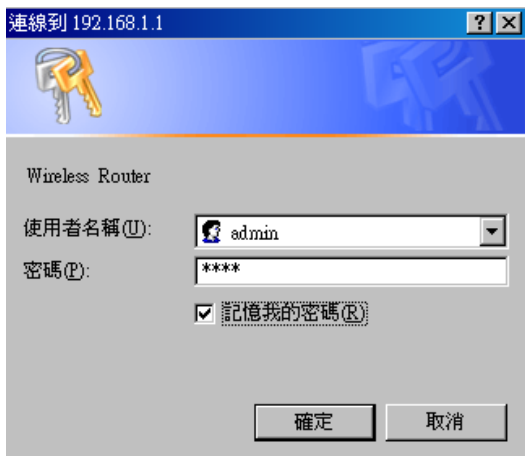 連線到 192.168.1.1
Wireless Router
使用者名稱(U):
admin
密碼(P):
****
記憶我的密碼(R)
確定
取消